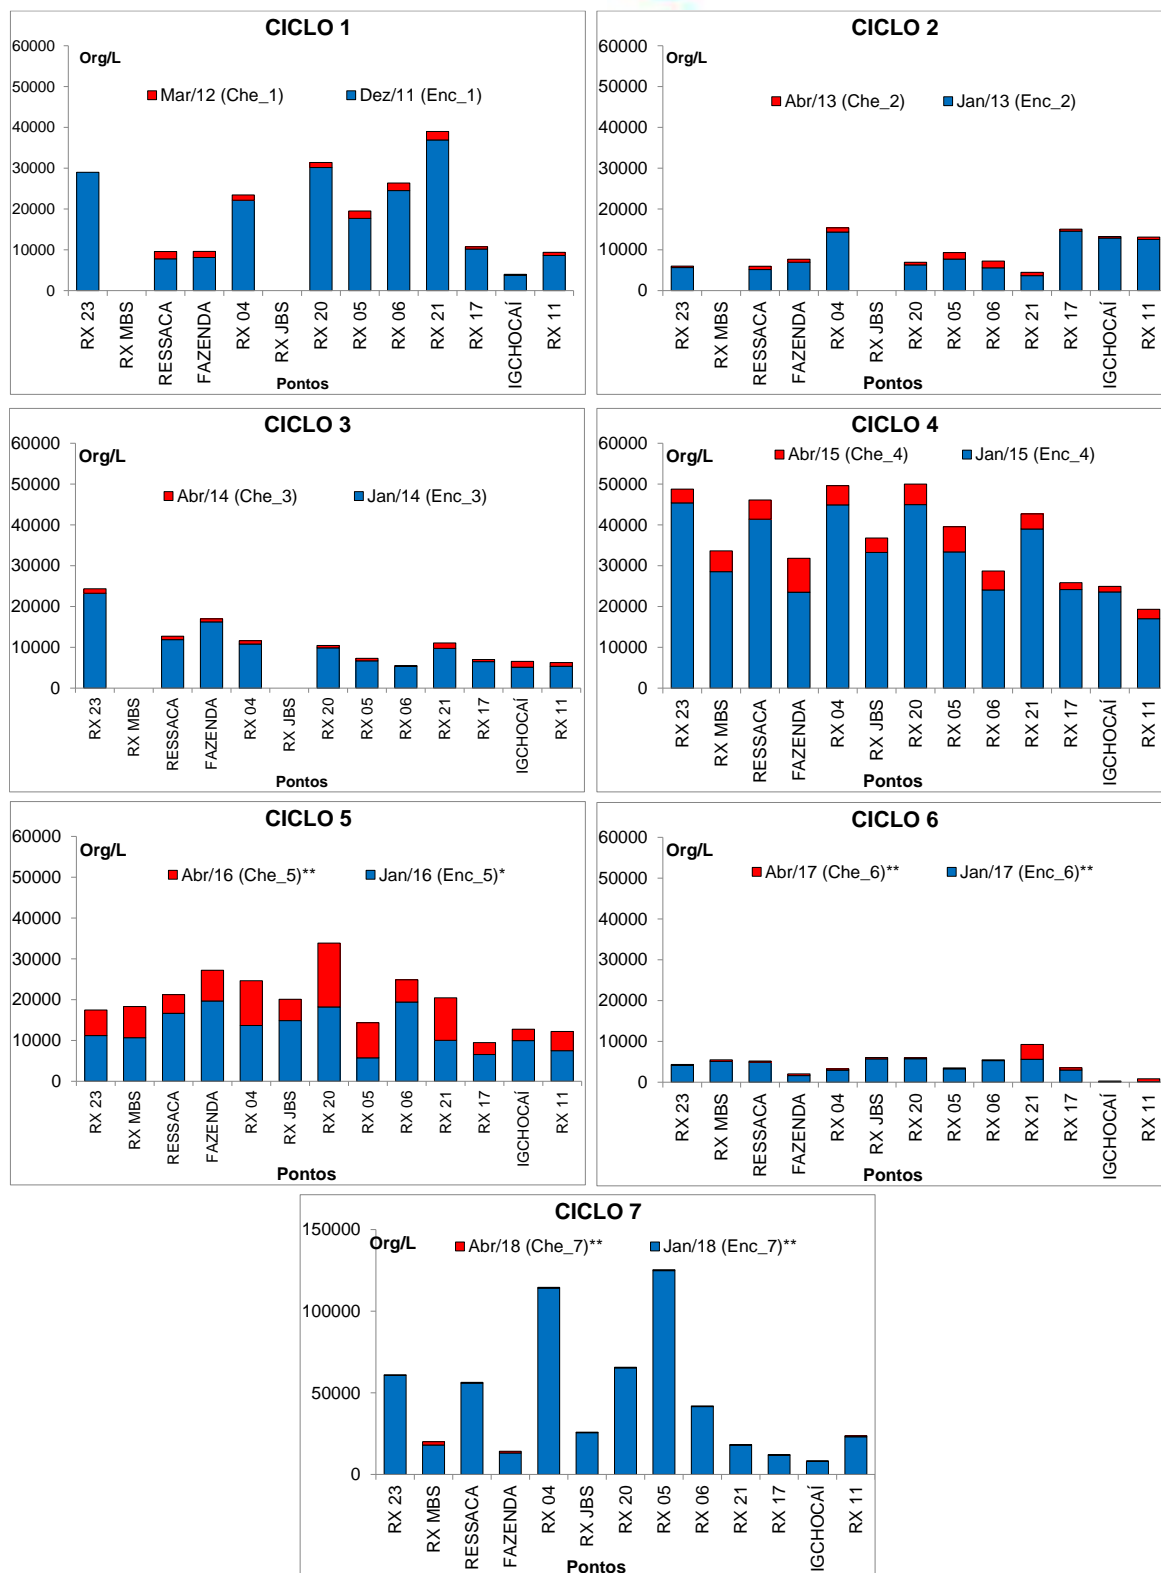 CICLO 1
Org/L
Mar/12 (Che_1) Dez/11 (Enc_1)
60000
50000
40000
30000
20000
10000
0
RX 23
RX MBS
RESSACA
FAZENDA
RX 04
RX JBS
RX 20
RX 05
RX 06
RX 21
RX 17
IGCHOCAÍ
RX 11
Pontos
CICLO 2
Org/L
Abr/13 (Che_2) Jan/13 (Enc_2)
60000
50000
40000
30000
20000
10000
0
RX 23
RX MBS
RESSACA
FAZENDA
RX 04
RX JBS
RX 20
RX 05
RX 06
RX 21
RX 17
IGCHOCAÍ
RX 11
Pontos
CICLO 3
Org/L
Abr/14 (Che_3) Jan/14 (Enc_3)
60000
50000
40000
30000
20000
10000
0
RX 23
RX MBS
RESSACA
FAZENDA
RX 04
RX JBS
RX 20
RX 05
RX 06
RX 21
RX 17
IGCHOCAÍ
RX 11
Pontos
CICLO 4
Org/L
Abr/15 (Che_4) Jan/15 (Enc_4)
60000
50000
40000
30000
20000
10000
0
RX 23
RX MBS
RESSACA
FAZENDA
RX 04
RX JBS
RX 20
RX 05
RX 06
RX 21
RX 17
IGCHOCAÍ
RX 11
Pontos
CICLO 5
Org/L
Abr/16 (Che_5)** Jan/16 (Enc_5)*
60000
50000
40000
30000
20000
10000
0
RX 23
RX MBS
RESSACA
FAZENDA
RX 04
RX JBS
RX 20
RX 05
RX 06
RX 21
RX 17
IGCHOCAÍ
RX 11
Pontos
CICLO 6
Org/L
Abr/17 (Che_6)** Jan/17 (Enc_6)**
60000
50000
40000
30000
20000
10000
0
RX 23
RX MBS
RESSACA
FAZENDA
RX 04
RX JBS
RX 20
RX 05
RX 06
RX 21
RX 17
IGCHOCAÍ
RX 11
Pontos
CICLO 7
Org/L
Abr/18 (Che_7)** Jan/18 (Enc_7)**
150000
100000
50000
0
RX 23
RX MBS
RESSACA
FAZENDA
RX 04
RX JBS
RX 20
RX 05
RX 06
RX 21
RX 17
IGCHOCAÍ
RX 11
Pontos